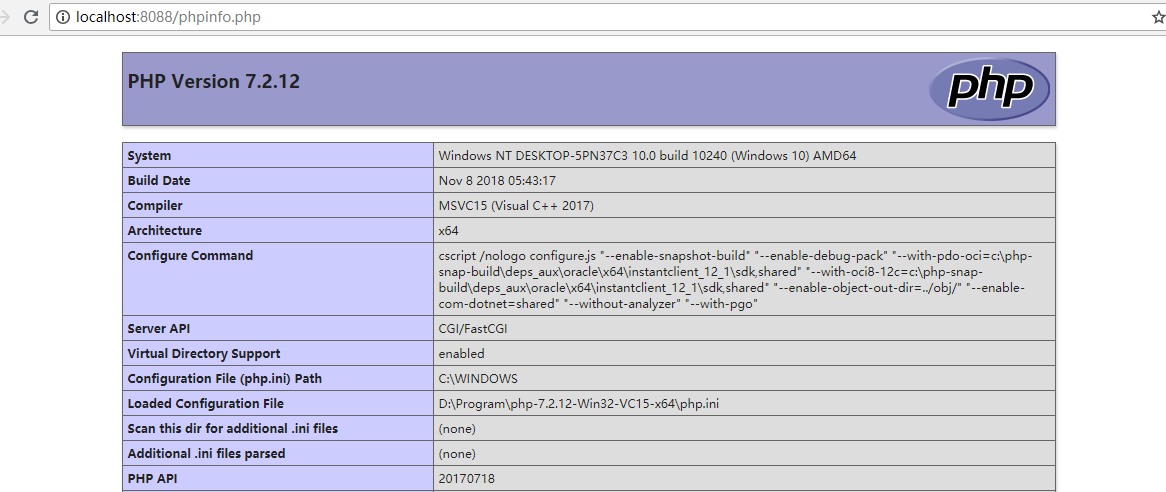 localhost:8088/phpinfo.php
PHP Version 7.2.12
php
System Windows NT DESKTOP-5PN37C3 10.0 build 10240 (Windows 10) AMD64
Build Date Nov 8 2018 05:43:17
Compiler MSVC15 (Visual C++ 2017)
Architecture x64
Configure Command cscript /nologo configure.js "--enable-snapshot-build" "--enable-debug-pack" "--with-pdo-oci=c:\php-
snap-build\deps_aux\oracle\x64\instantclient_12_1\sdk,shared" "--with-oci8-12c=c:\php-snap-
build\deps_aux\oracle\x64\instantclient_12_1\sdk,shared" "--enable-object-out-dir=../obj/" "--enable-
com-dotnet=shared" "--without-analyzer" "--with-pgo"
Server API CGI/FastCGI
Virtual Directory Support enabled
Configuration File (php.ini) Path C:\WINDOWS
Loaded Configuration File D:\Program\php-7.2.12-Win32-VC15-x64\php.ini
Scan this dir for additional .ini files (none)
Additional .ini files parsed (none)
PHP API 20170718